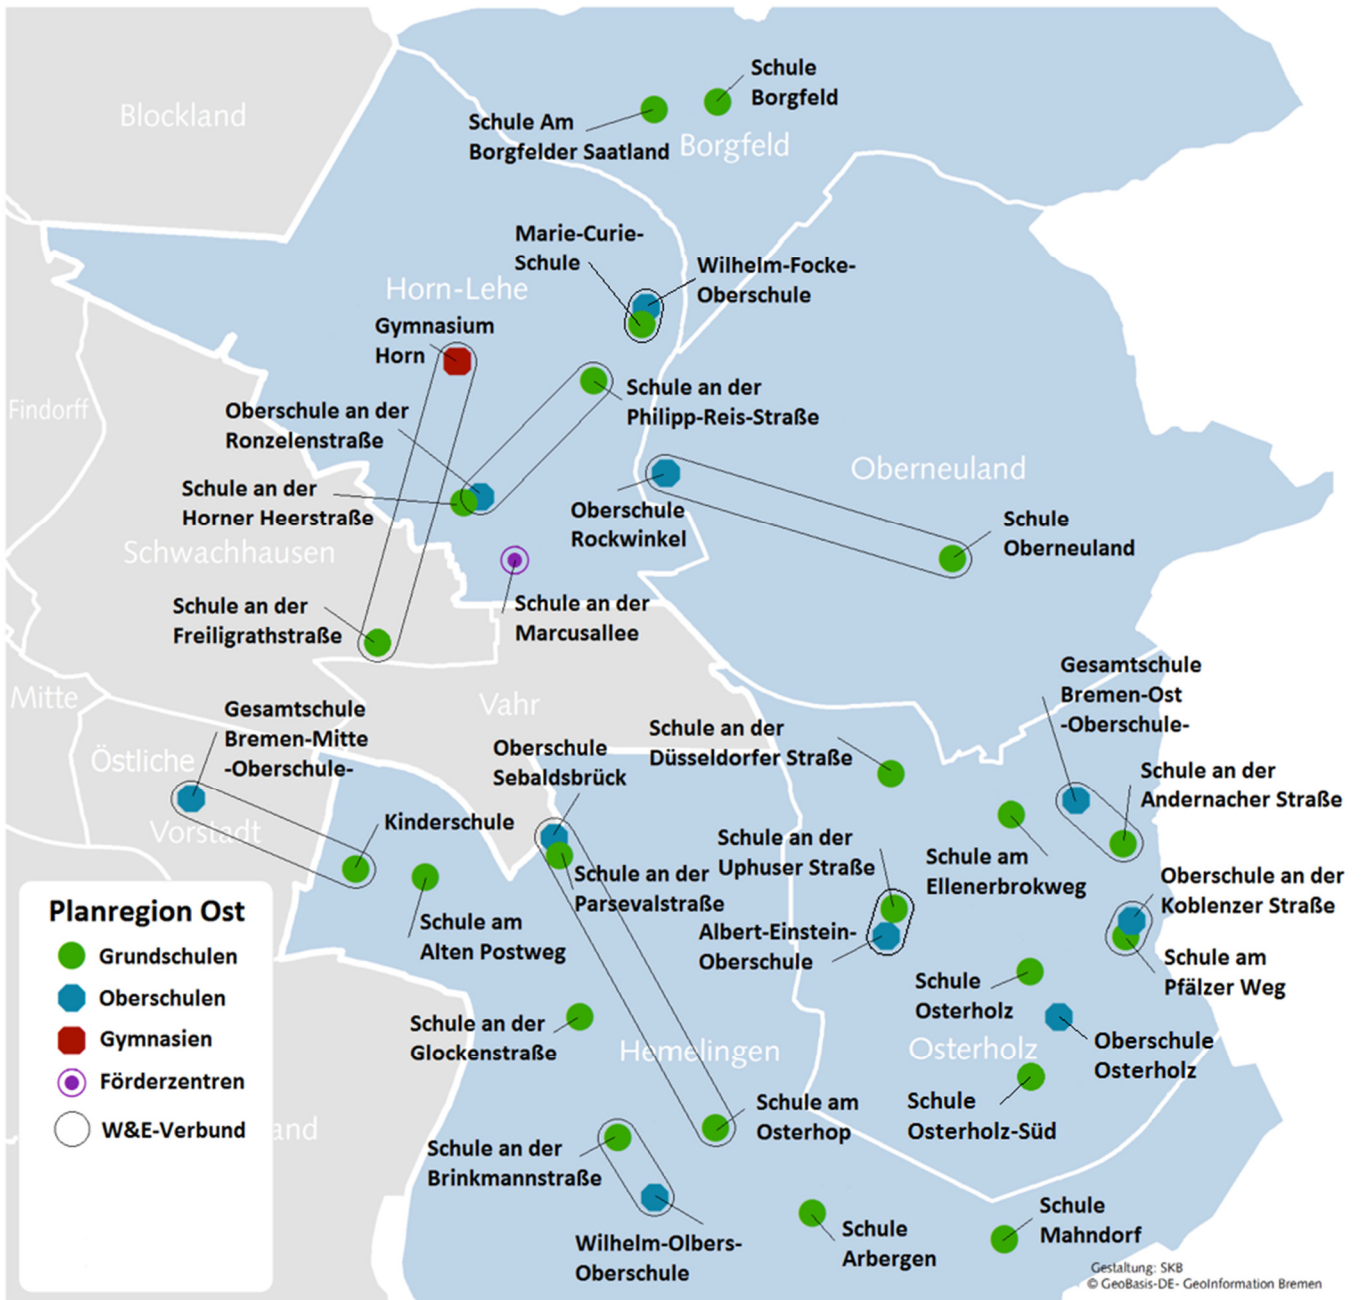 Schule
Borgfeld
Blockland
Schule Am
Borgfelder Saatland
Borgfeld
Marie-Curie-
Schule
Wilhelm-Focke-
Oberschule
Horn-Lehe
Gymnasium
Horn
Schule an der
Philipp-Reis-Straße
Findorff
Oberschule an der
Ronzelenstraße
Oberneuland
Schule an der
Horner Heerstraße
Oberschule
Rockwinkel
Schule
Oberneuland
Schwachhausen
Schule an der
Freiligrathstraße
Schule an der
Marcusallee
Gesamtschule
Bremen-Ost
-Oberschule-
Mitte
Vahr
Gesamtschule
Bremen-Mitte
-Oberschule-
Schule an der
Düsseldorfer Straße
Oberschule
Sebaldsbrück
Östliche
Vorstadt
Schule an der
Andernacher Straße
Kinderschule
Schule an der
Uphuser Straße
Schule am
Ellenerbrokweg
Schule an der
Parsevalstraße
Oberschule an der
Koblenzer Straße
Schule am
Alten Postweg
Albert-Einstein-
Oberschule
Schule am
Pfälzer Weg
Schule
Osterholz
Schule an der
Glockenstraße
Hemelingen
Osterholz
Oberschule
Osterholz
Schule am
Osterhop
Schule
Osterholz-Süd
Schule an der
Brinkmannstraße
Wilhelm-Olbers-
Oberschule
Schule
Arbergen
Schule
Mahndorf
Planregion Ost
Grundschulen
Oberschulen
Gymnasien
Förderzentren
W&E-Verbund
and
Gestaltung: SKB
© GeoBasis-DE- GeoInformation Bremen